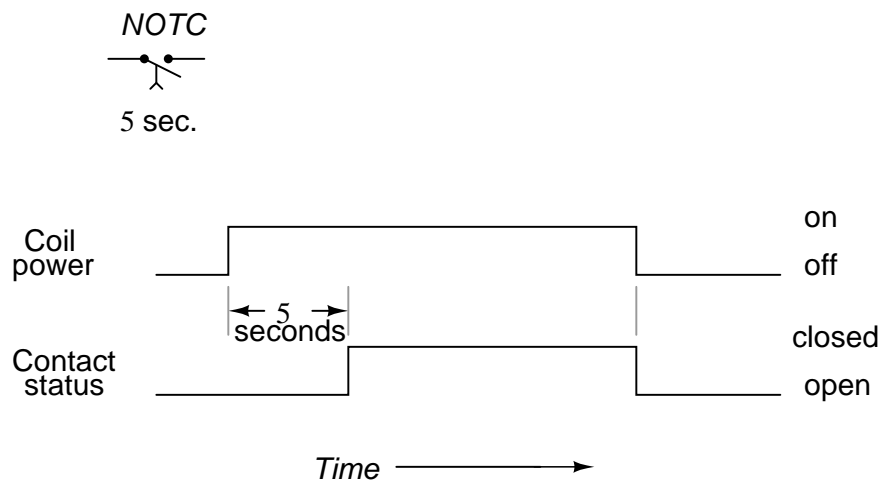 NOTC
5 sec.
Coil
power
on
off
5
seconds
Contact
status
closed
open
Time